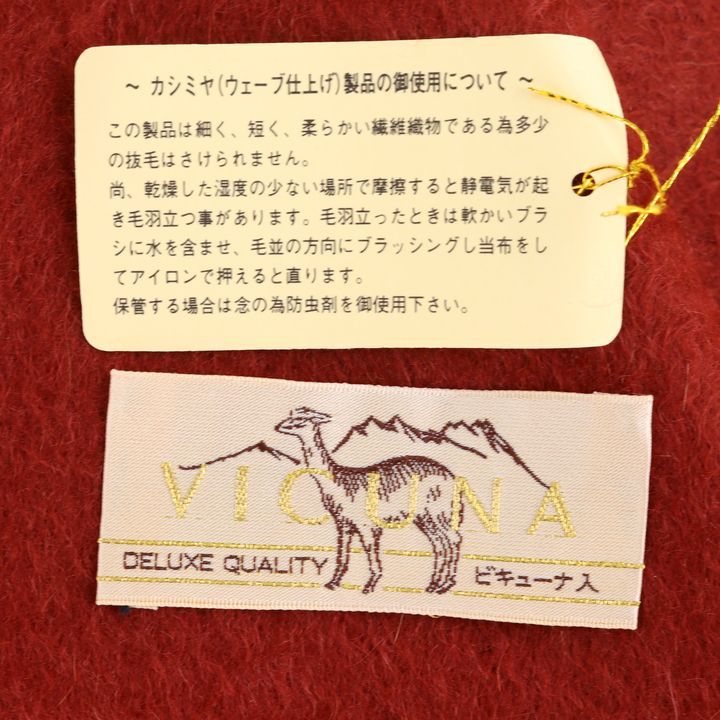 ～ カシミヤ(ウェーブ仕上げ)製品の御使用について ～
この製品は細く、短く、柔らかい繊維織物である為多少
の抜毛はさけられません。
尚、乾燥した湿度の少ない場所で摩擦すると静電気が起
き毛羽立つ事があります。毛羽立ったときは軟かいブラ
シに水を含ませ、毛並の方向にブラッシングし当布をし
てアイロンで押えると直ります。
保管する場合は念の為防虫剤を御使用下さい。
VICUNA
DELUXE QUALITY ビキューナ入